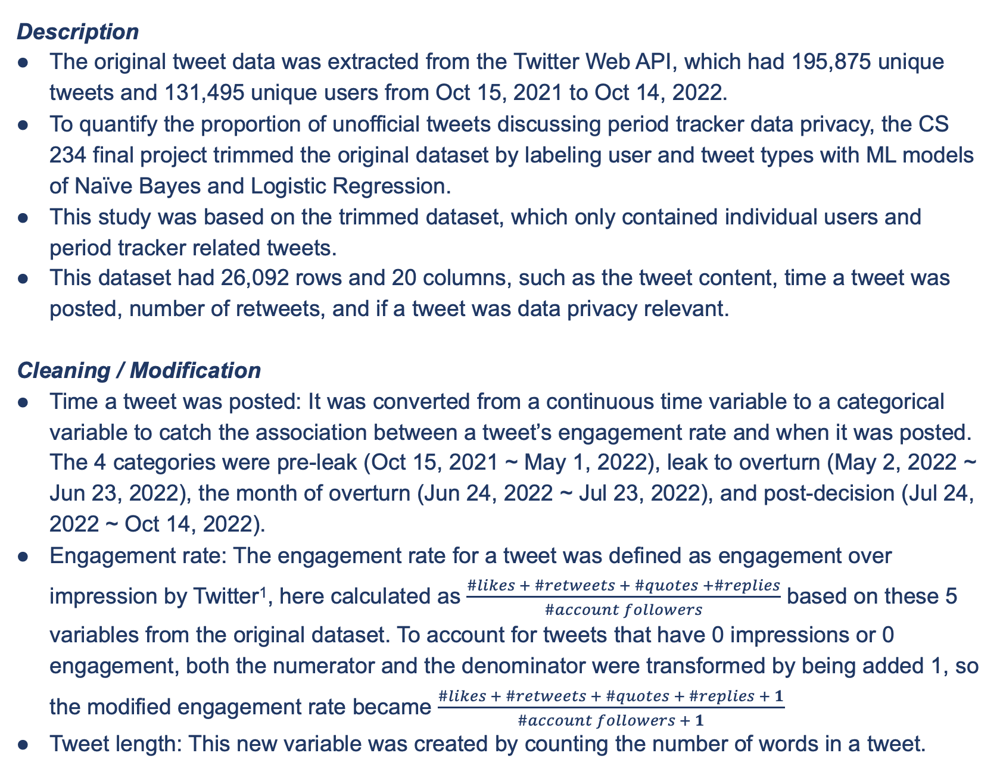 Description
● The original tweet data was extracted from the Twitter Web API, which had 195,875 unique
tweets and 131,495 unique users from Oct 15, 2021 to Oct 14, 2022.
● To quantify the proportion of unofficial tweets discussing period tracker data privacy, the CS
234 final project trimmed the original dataset by labeling user and tweet types with ML models
of Naïve Bayes and Logistic Regression.
● This study was based on the trimmed dataset, which only contained individual users and
period tracker related tweets.
● This dataset had 26,092 rows and 20 columns, such as the tweet content, time a tweet was
posted, number of retweets, and if a tweet was data privacy relevant.
Cleaning / Modification
● Time a tweet was posted: It was converted from a continuous time variable to a categorical
variable to catch the association between a tweet’s engagement rate and when it was posted.
The 4 categories were pre-leak (Oct 15, 2021 ~ May 1, 2022), leak to overturn (May 2, 2022 ~
Jun 23, 2022), the month of overturn (Jun 24, 2022 ~ Jul 23, 2022), and post-decision (Jul 24,
2022 ~ Oct 14, 2022).
● Engagement rate: The engagement rate for a tweet was defined as engagement over
impression by Twitter¹, here calculated as (#likes + #retweets + #quotes +#replies) / (#account followers) based on these 5
variables from the original dataset. To account for tweets that have 0 impressions or 0
engagement, both the numerator and the denominator were transformed by being added 1, so
the modified engagement rate became (#likes + #retweets + #quotes + #replies + 1) / (#account followers + 1)
● Tweet length: This new variable was created by counting the number of words in a tweet.